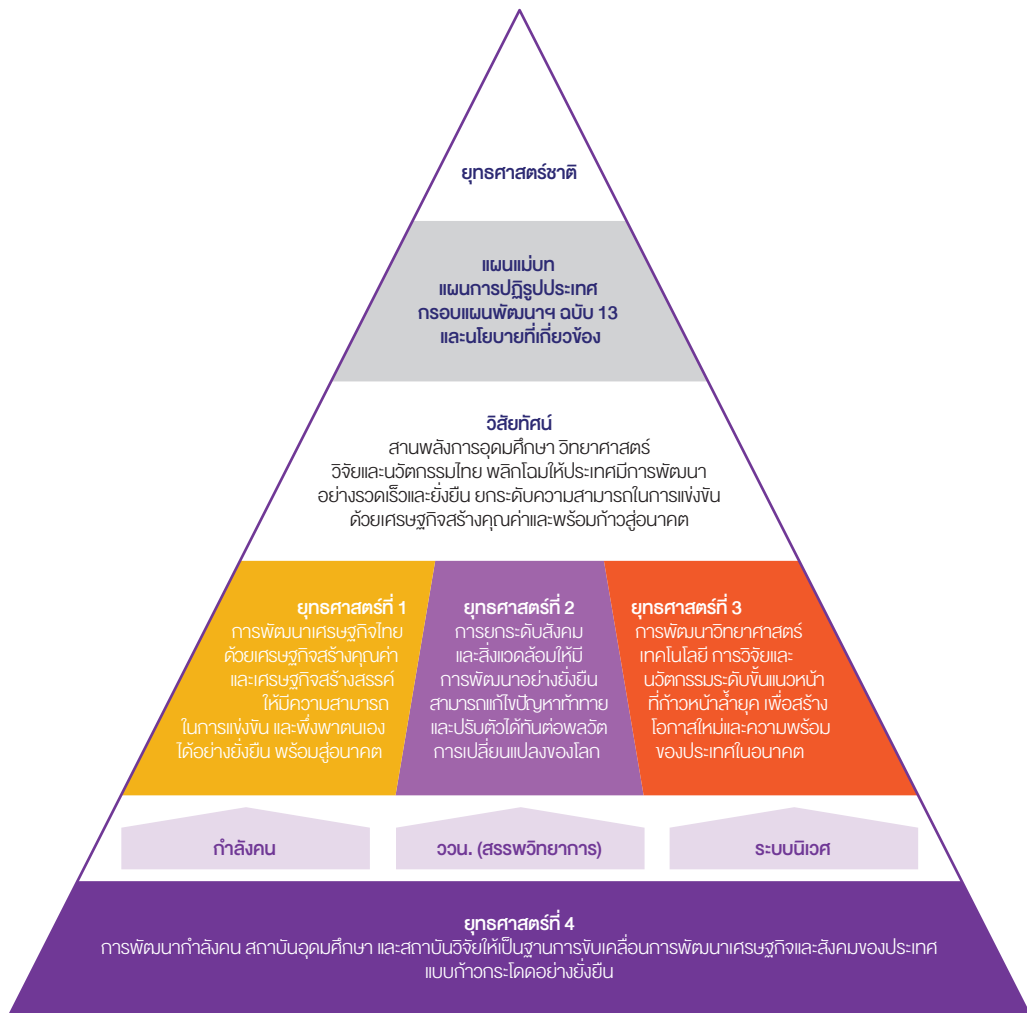 ยุทธศาสตร์ชาติ
แผนแม่บท
แผนการปฏิรูปประเทศ
กรอบแผนพัฒนาฯ ฉบับ 13
และนโยบายที่เกี่ยวข้อง
วิสัยทัศน์
สานพลังการอุดมศึกษา วิทยาศาสตร์
วิจัยและนวัตกรรมไทย พลิกโฉมให้ประเทศมีการพัฒนา
อย่างรวดเร็วและยั่งยืน ยกระดับความสามารถในการแข่งขัน
ด้วยเศรษฐกิจสร้างคุณค่าและพร้อมก้าวสู่อนาคต
ยุทธศาสตร์ที่ 1
การพัฒนาเศรษฐกิจไทย
ด้วยเศรษฐกิจสร้างคุณค่า
และเศรษฐกิจสร้างสรรค์
ให้มีความสามารถ
ในการแข่งขัน และพึ่งพาตนเอง
ได้อย่างยั่งยืน พร้อมสู่อนาคต
ยุทธศาสตร์ที่ 2
การยกระดับสังคม
และสิ่งแวดล้อมให้มี
การพัฒนาอย่างยั่งยืน
สามารถแก้ไขปัญหาท้าทาย
และปรับตัวได้ทันต่อพลวัต
การเปลี่ยนแปลงของโลก
ยุทธศาสตร์ที่ 3
การพัฒนาวิทยาศาสตร์
เทคโนโลยี การวิจัยและ
นวัตกรรมระดับขั้นแนวหน้า
ที่ก้าวหน้าล้ำยุค เพื่อสร้าง
โอกาสใหม่และความพร้อม
ของประเทศในอนาคต
กำลังคน
ววน. (สรรพวิทยาการ)
ระบบนิเวศ
ยุทธศาสตร์ที่ 4
การพัฒนากำลังคน สถาบันอุดมศึกษา และสถาบันวิจัยให้เป็นฐานการขับเคลื่อนการพัฒนาเศรษฐกิจและสังคมของประเทศ
แบบก้าวกระโดดอย่างยั่งยืน